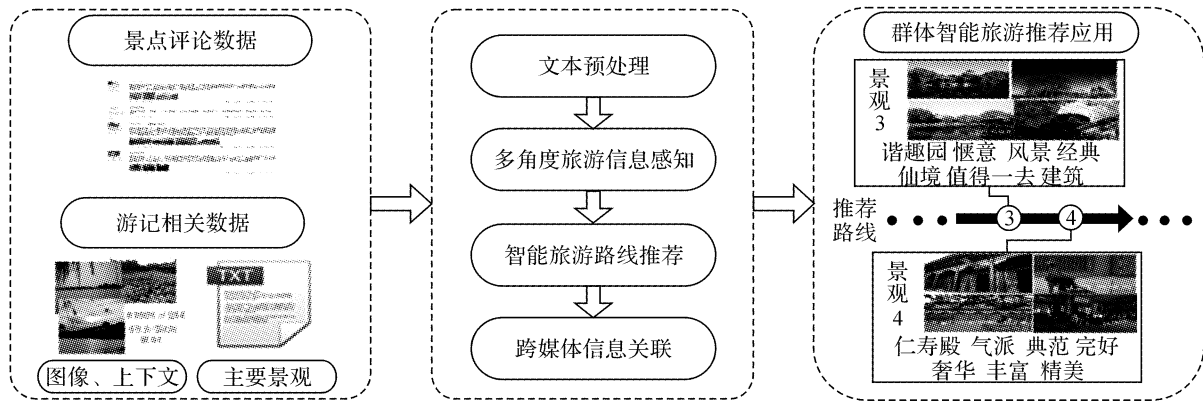 景点评论数据
游记相关数据
TXT
图像、上下文
主要景观
文本预处理
多角度旅游信息感知
智能旅游路线推荐
跨媒体信息关联
群体智能旅游推荐应用
景观3
谐趣园 惬意 风景 经典
仙境 值得一去 建筑
推荐
路线
3
4
景观4
仁寿殿 气派 典范 完好
奢华 丰富 精美